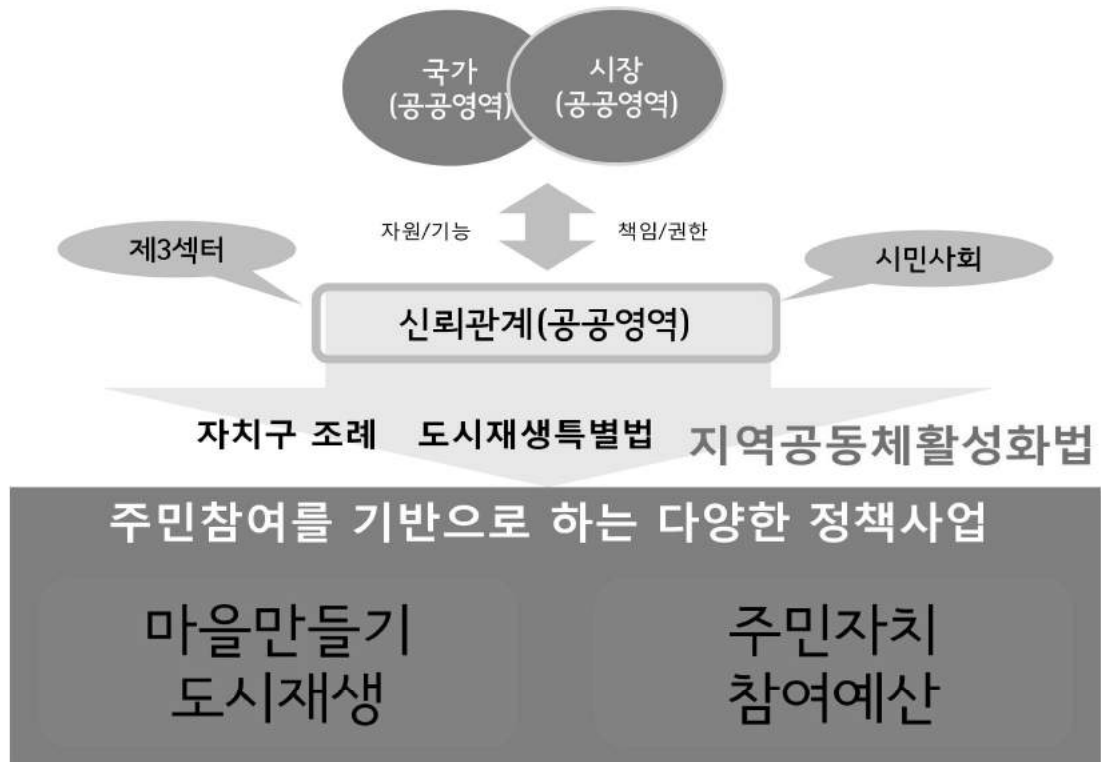 국가
(공공영역)
시장
(공공영역)
자원/기능
책임/권한
제3섹터
시민사회
신뢰관계(공공영역)
자치구 조례 도시재생특별법 지역공동체활성화법
주민참여를 기반으로 하는 다양한 정책사업
마을만들기
도시재생
주민자치
참여예산